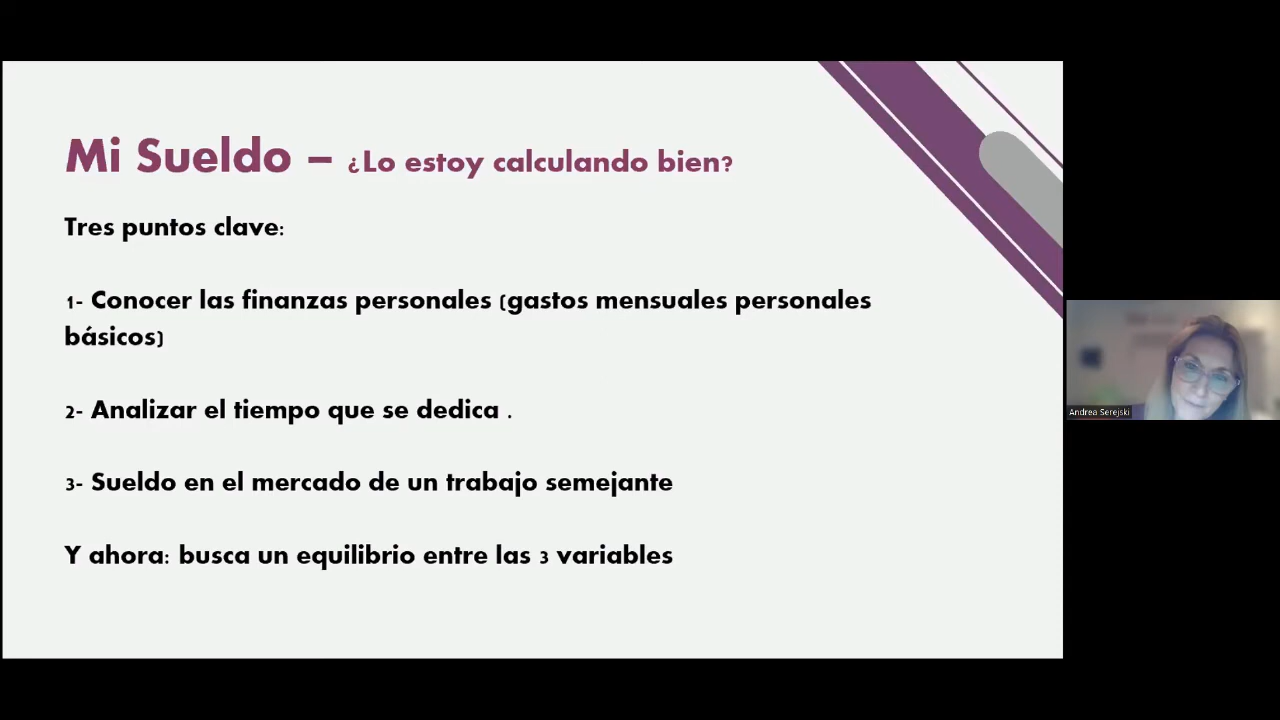 Mi Sueldo – ¿Lo estoy calculando bien?
Tres puntos clave:
1- Conocer las finanzas personales (gastos mensuales personales
básicos)
2- Analizar el tiempo que se dedica .
3- Sueldo en el mercado de un trabajo semejante
Y ahora: busca un equilibrio entre las 3 variables
Andrea Serejski